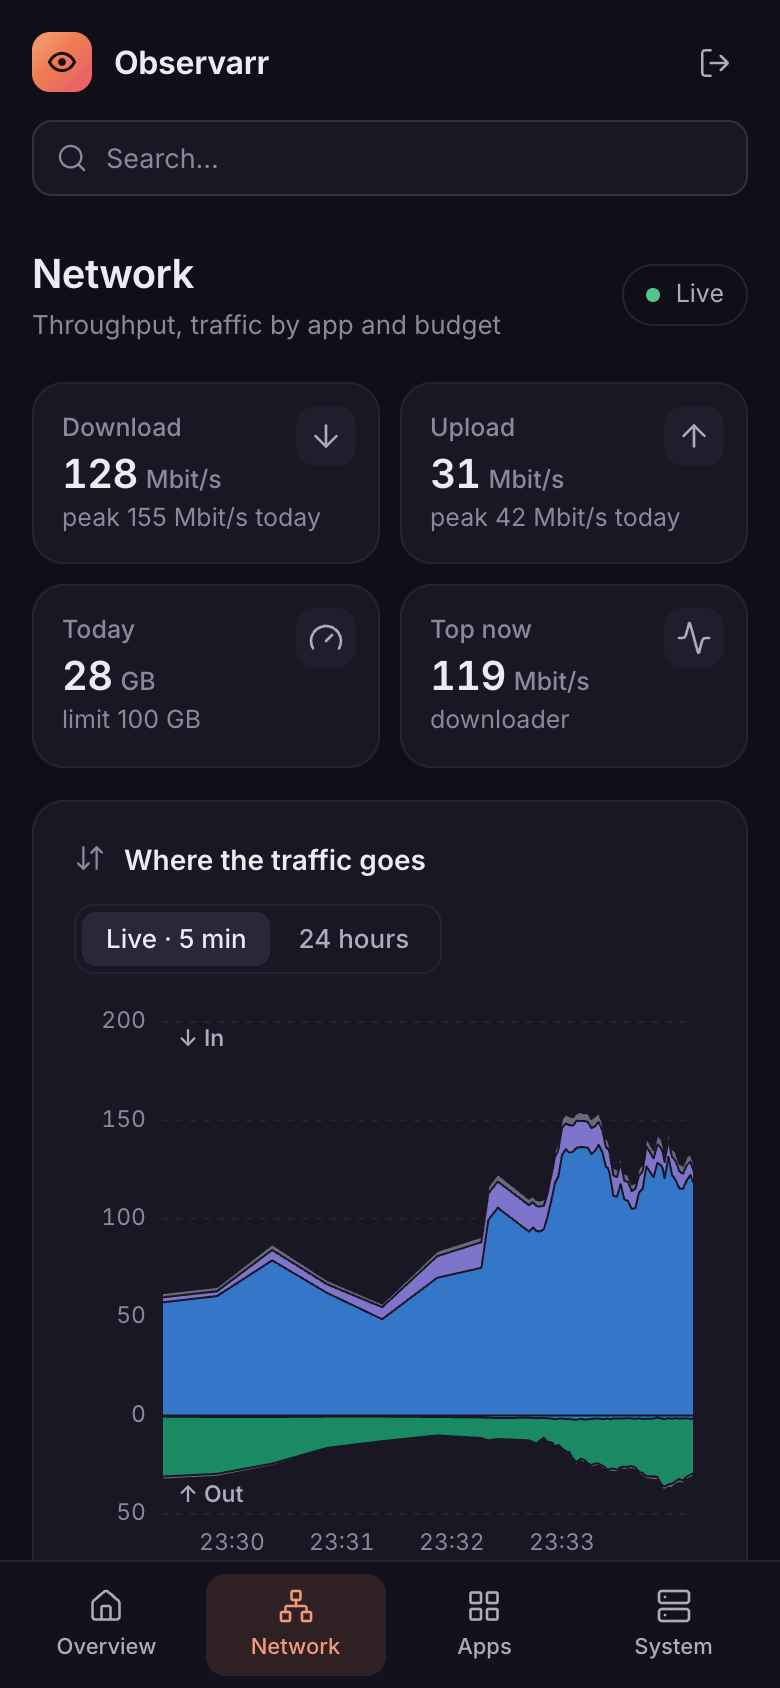 Observarr
Search...
Network
Throughput, traffic by app and budget
Live
Download
128 Mbit/s
peak 155 Mbit/s today
Upload
31 Mbit/s
peak 42 Mbit/s today
Today
28 GB
limit 100 GB
Top now
119 Mbit/s
downloader
Where the traffic goes
Live · 5 min
24 hours
200
↓ In
150
100
50
0
↑ Out
50
23:30 23:31 23:32 23:33
Overview Network Apps System